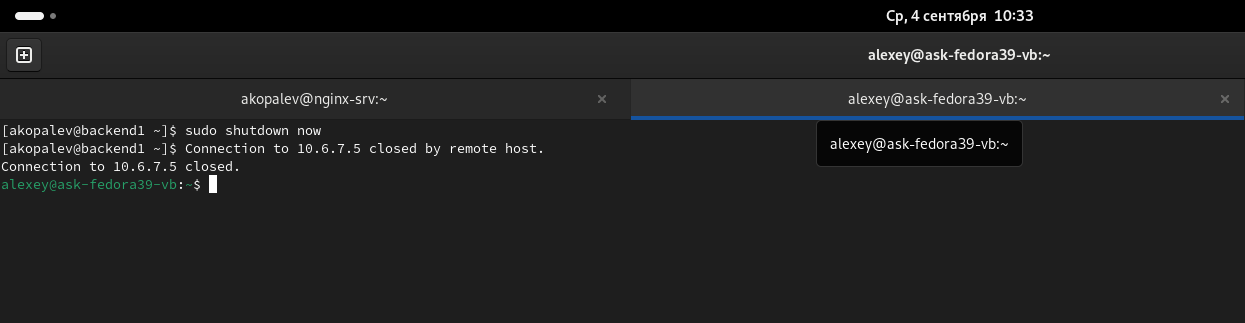 Ср, 4 сентября 10:33
alexey@ask-fedora39-vb:~
akopalev@nginx-srv:~ × alexey@ask-fedora39-vb:~ ×
[akopalev@backend1 ~]$ sudo shutdown now
alexey@ask-fedora39-vb:~
[akopalev@backend1 ~]$ Connection to 10.6.7.5 closed by remote host.
Connection to 10.6.7.5 closed.
alexey@ask-fedora39-vb:~$